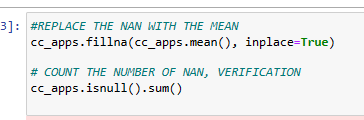 3]:
#REPLACE THE NAN WITH THE MEAN
cc_apps.fillna(cc_apps.mean(), inplace=True)
# COUNT THE NUMBER OF NAN, VERIFICATION
cc_apps.isnull().sum()